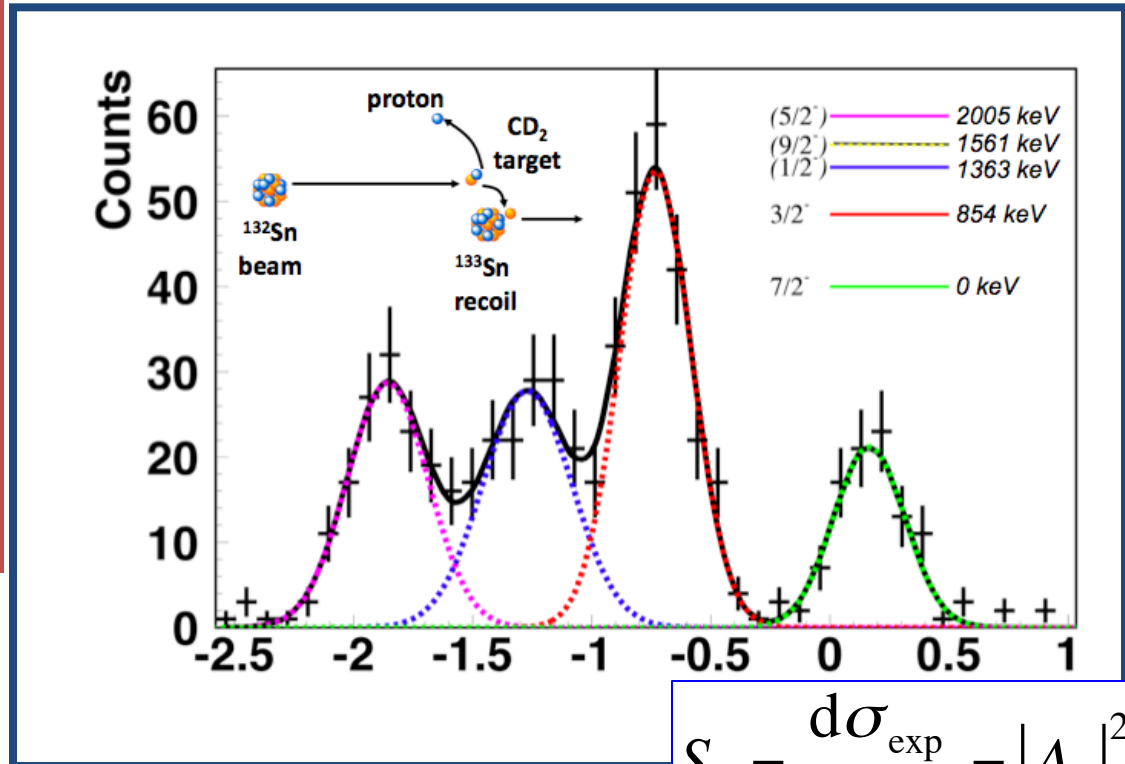 Counts
60
50
40
30
20
10
0
-2.5 -2 -1.5 -1 -0.5 0 0.5 1
proton
CD2
target
132Sn
beam
133Sn
recoil
(5/2-) 2005 keV
(9/2-) 1561 keV
(1/2-) 1363 keV
3/2- 854 keV
7/2- 0 keV
dσexp
S = = |A|2